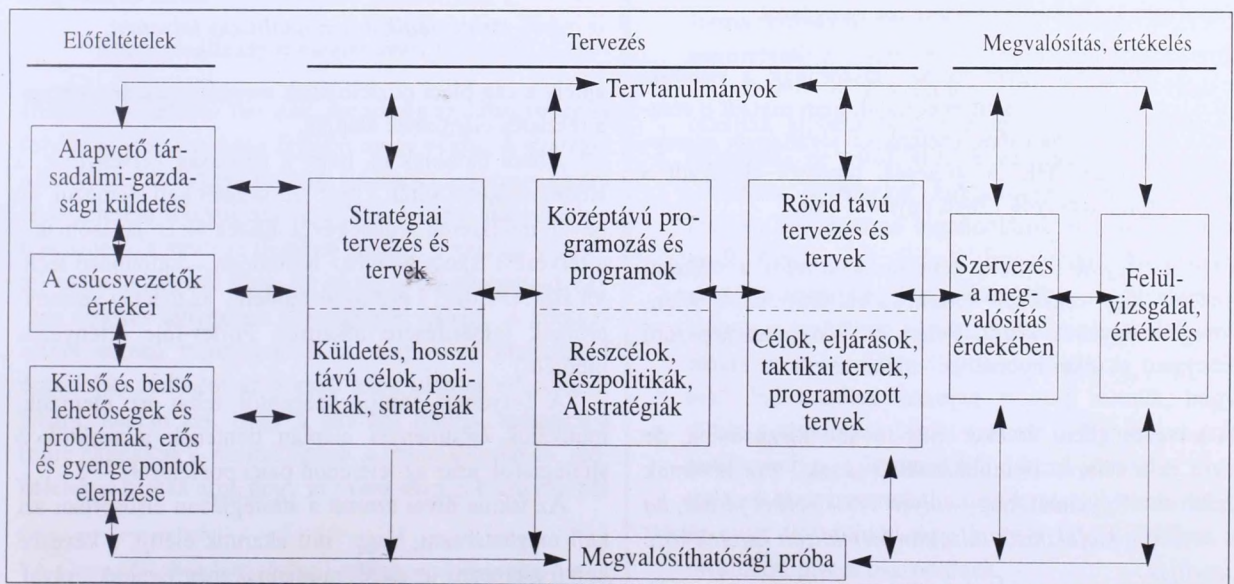 Előfeltételek
Tervezés
Megvalósítás, értékelés
Tervtanulmányok
Alapvető tár-
sadalmi-gazda-
sági küldetés
A csúcsvezetők
értékei
Külső és belső
lehetőségek és
problémák, erős
és gyenge pontok
elemzése
Stratégiai
tervezés és
tervek
Küldetés, hosszú
távú célok, poli-
tikák, stratégiák
Középtávú pro-
gramozás és
programok
Részcélok,
Részpolitikák,
Alstratégiák
Rövid távú
tervezés és
tervek
Célok, eljárások,
taktikai tervek,
programozott
tervek
Szervezés
a meg-
valósítás
érdekében
Felül-
vizsgálat,
értékelés
Megvalósíthatósági próba